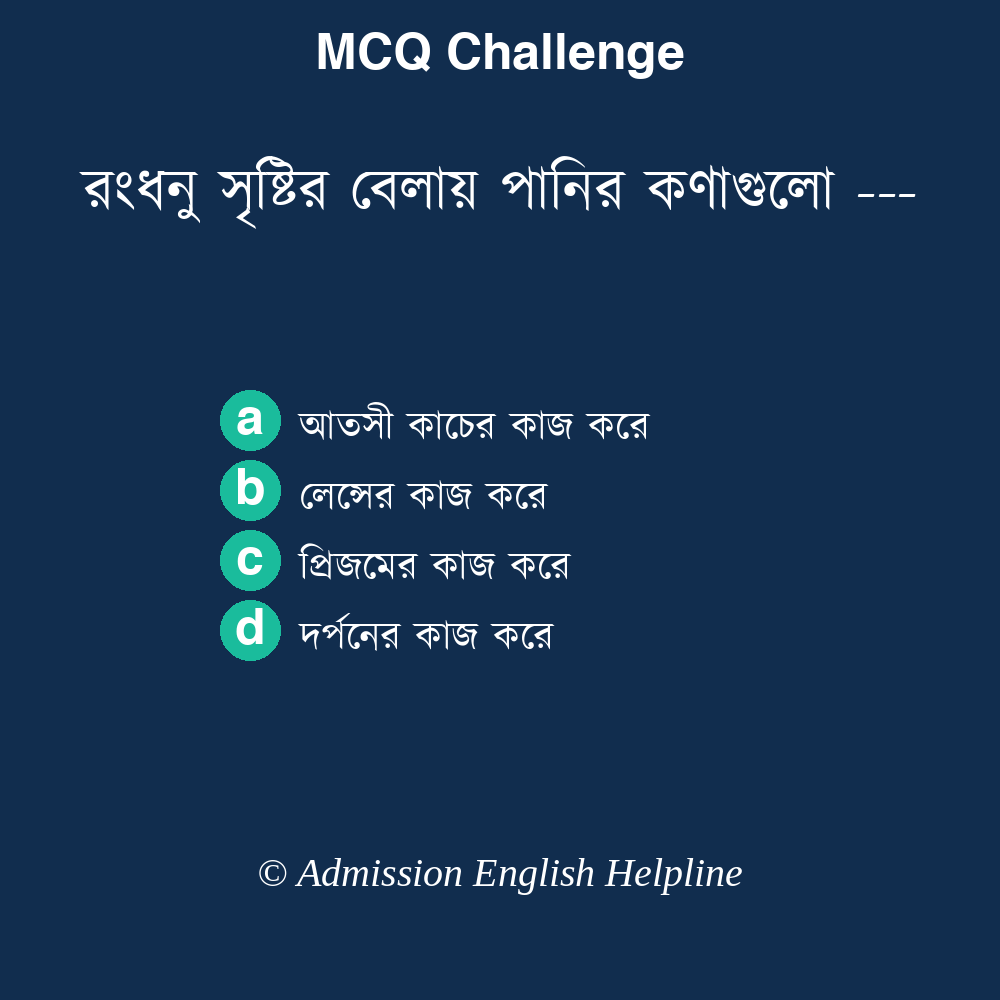 MCQ Challenge
রংধনু সৃষ্টির বেলায় পানির কণাগুলো ---
a আতসী কাচের কাজ করে
b লেন্সের কাজ করে
c প্রিজমের কাজ করে
d দর্পনের কাজ করে
© Admission English Helpline